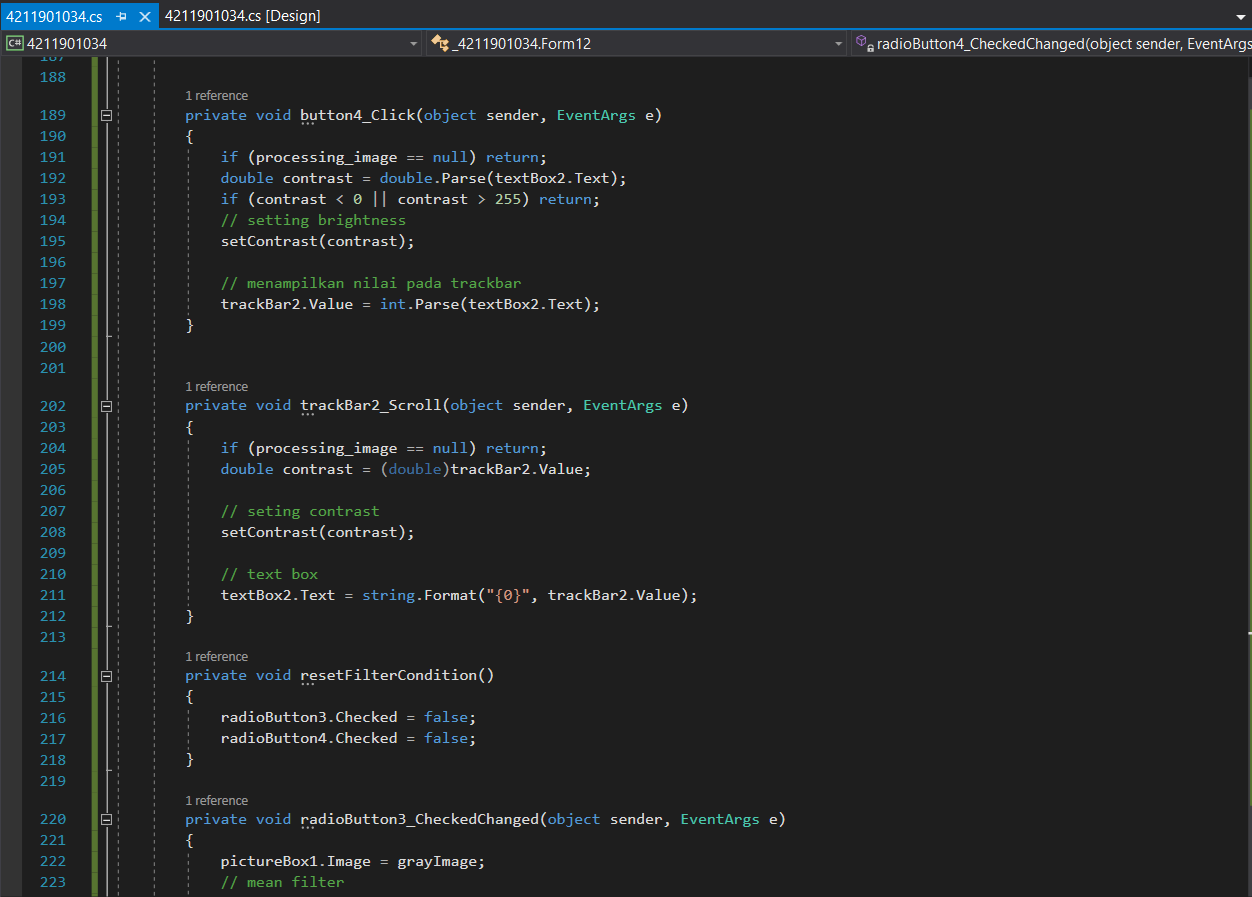 4211901034.cs
4211901034.cs [Design]
C# 4211901034
_4211901034.Form12
radioButton4_CheckedChanged(object sender, EventArgs
187
188
1 reference
189 private void button4_Click(object sender, EventArgs e)
190 {
191 if (processing_image == null) return;
192 double contrast = double.Parse(textBox2.Text);
193 if (contrast < 0 || contrast > 255) return;
194 // setting brightness
195 setContrast(contrast);
196
197 // menampilkan nilai pada trackbar
198 trackBar2.Value = int.Parse(textBox2.Text);
199 }
200
201
1 reference
202 private void trackBar2_Scroll(object sender, EventArgs e)
203 {
204 if (processing_image == null) return;
205 double contrast = (double)trackBar2.Value;
206
207 // seting contrast
208 setContrast(contrast);
209
210 // text box
211 textBox2.Text = string.Format("{0}", trackBar2.Value);
212 }
213
1 reference
214 private void resetFilterCondition()
215 {
216 radioButton3.Checked = false;
217 radioButton4.Checked = false;
218 }
219
1 reference
220 private void radioButton3_CheckedChanged(object sender, EventArgs e)
221 {
222 pictureBox1.Image = grayImage;
223 // mean filter